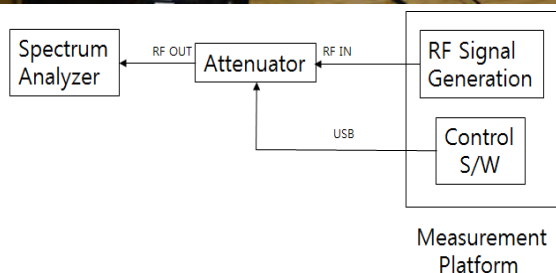 Spectrum
Analyzer
RF OUT
Attenuator
RF IN
RF Signal
Generation
USB
Control
S/W
Measurement
Platform